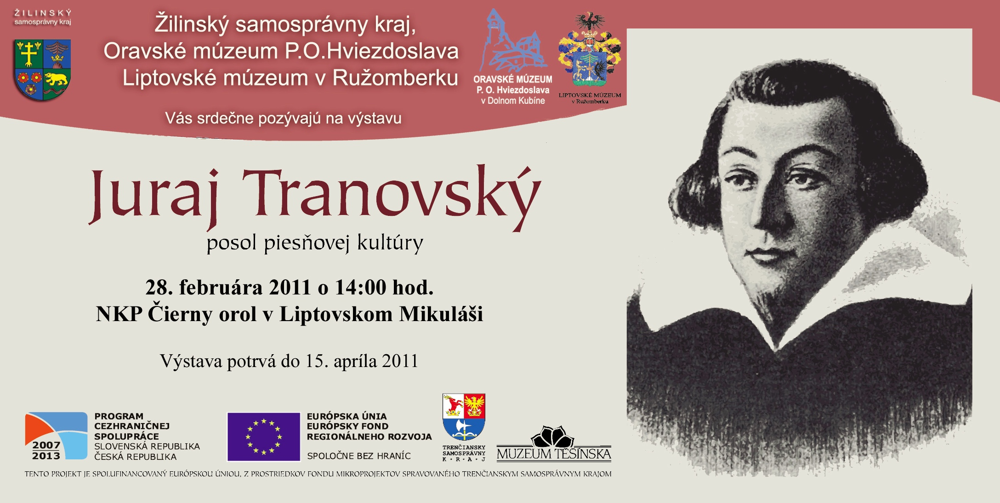 ŽILINSKÝ
samosprávny kraj
Žilinský samosprávny kraj,
Oravské múzeum P.O.Hviezdoslava
Liptovské múzeum v Ružomberku
ORAVSKÉ MÚZEUM
P. O. Hviezdoslava
v Dolnom Kubíne
LIPTOVSKÉ MÚZEUM
v Ružomberku
Vás srdečne pozývajú na výstavu
Juraj Tranovský
posol piesňovej kultúry
28. februára 2011 o 14:00 hod.
NKP Čierny orol v Liptovskom Mikuláši
Výstava potrvá do 15. apríla 2011
2007
2013
PROGRAM
CEZHRANIČNEJ
SPOLUPRÁCE
SLOVENSKÁ REPUBLIKA
ČESKÁ REPUBLIKA
EURÓPSKA ÚNIA
EURÓPSKY FOND
REGIONÁLNEHO ROZVOJA
SPOLOČNE BEZ HRANÍC
TRENČIANSKY
SAMOSPRÁVNY
K·R·A·J
MUZEUM TĚŠÍNSKA
TENTO PROJEKT JE SPOLUFINANCOVANÝ EURÓPSKOU ÚNIOU, Z PROSTRIEDKOV FONDU MIKROPROJEKTOV SPRAVOVANÉHO TRENČIANSKYM SAMOSPRÁVNYM KRAJOM